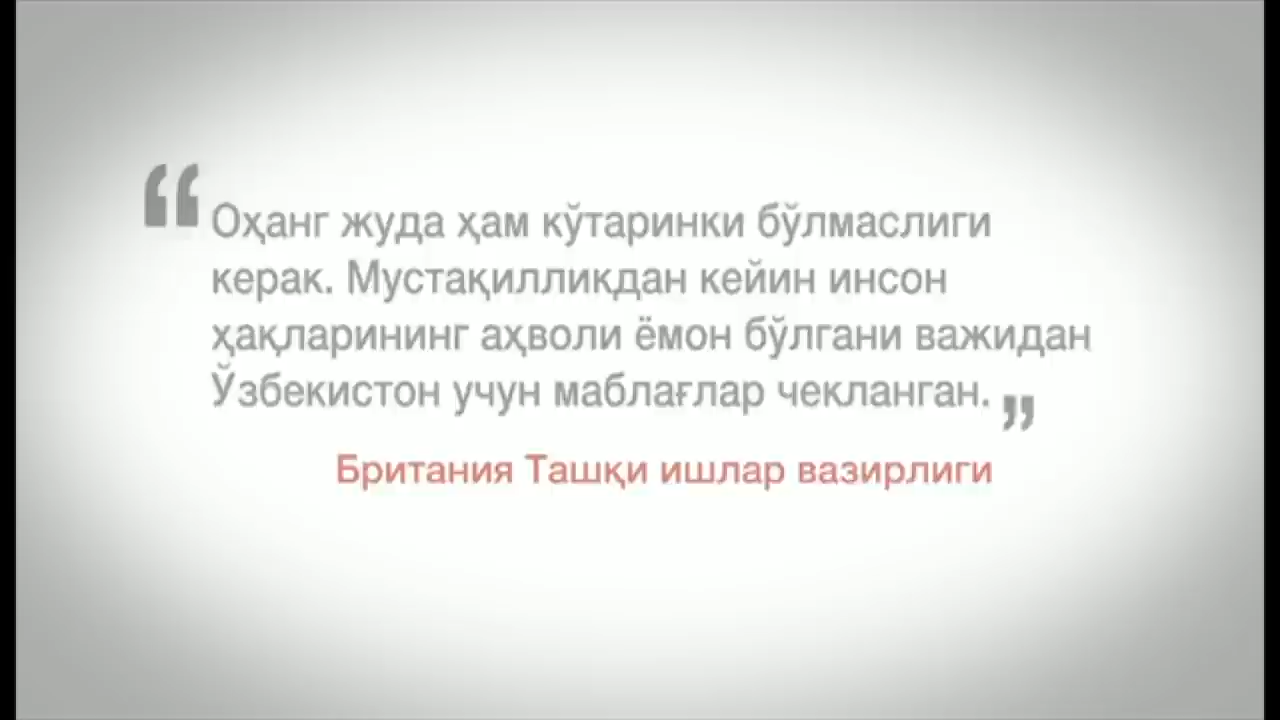 “Оҳанг жуда ҳам кўтаринки бўлмаслиги
керак. Мустақилликдан кейин инсон
ҳақларининг аҳволи ёмон бўлгани важидан
Ўзбекистон учун маблағлар чекланган.”
Британия Ташқи ишлар вазирлиги